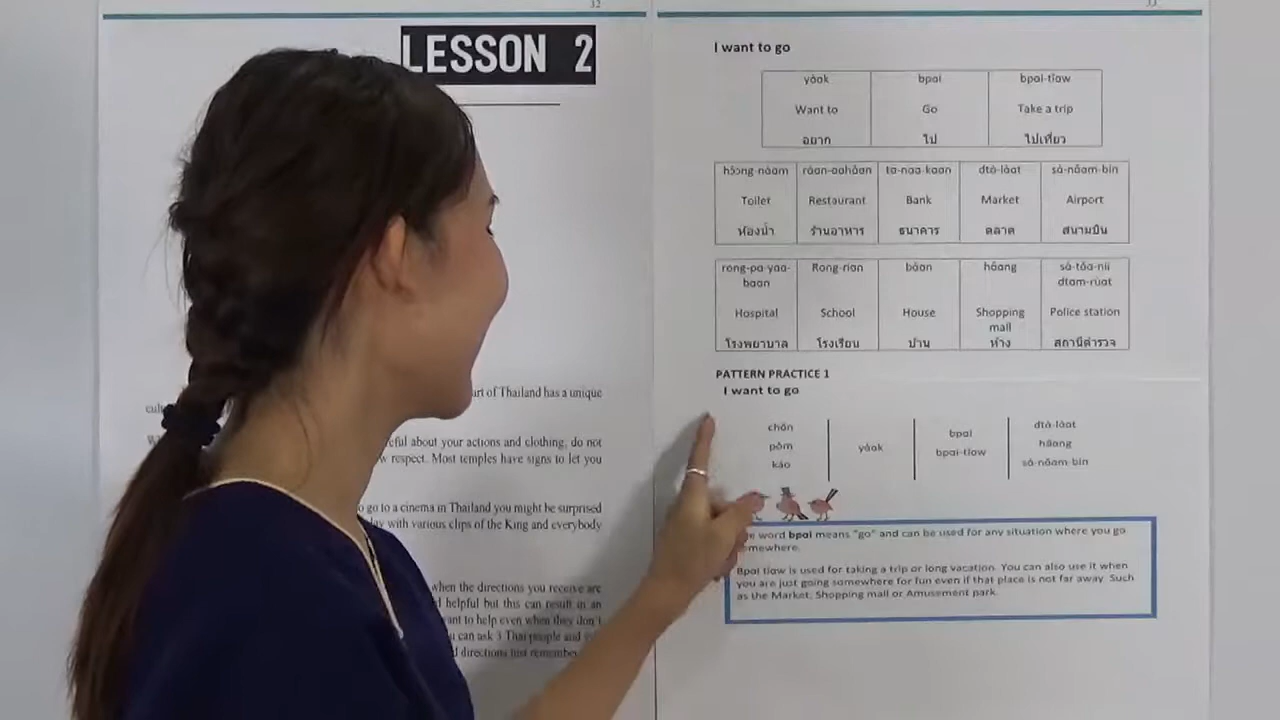 32
33
LESSON 2
art of Thailand has a unique
eful about your actions and clothing, do not
respect. Most temples have signs to let you
go to a cinema in Thailand you might be surprised
with various clips of the King and everybody
when the directions you receive are
helpful but this can result in an
want to help even when they don't
can ask 3 Thai people and
directions just remember
I want to go
yàak bpai bpai-tîaw
Want to Go Take a trip
อยาก ไป ไปเที่ยว
hɔ̂ɔng-náam ráan-aahǎan ta-naa-kaan dtà-làat sà-nǎam-bin
Toilet Restaurant Bank Market Airport
ห้องน้ำ ร้านอาหาร ธนาคาร ตลาด สนามบิน
rong-pa-yaa- Rong-rian bâan hâang sà-tǎa-nii
baan dtam-rùat
Hospital School House Shopping Police station
mall
โรงพยาบาล โรงเรียน บ้าน ห้าง สถานีตำรวจ
PATTERN PRACTICE 1
I want to go
chǎn dtà-làat
pǒm yàak bpai hâang
káo bpai-tîaw sà-nǎam-bin
word bpai means "go" and can be used for any situation where you go
somewhere.
Bpai tîaw is used for taking a trip or long vacation. You can also use it when
you are just going somewhere for fun even if that place is not far away. Such
as the Market, Shopping mall or Amusement park.